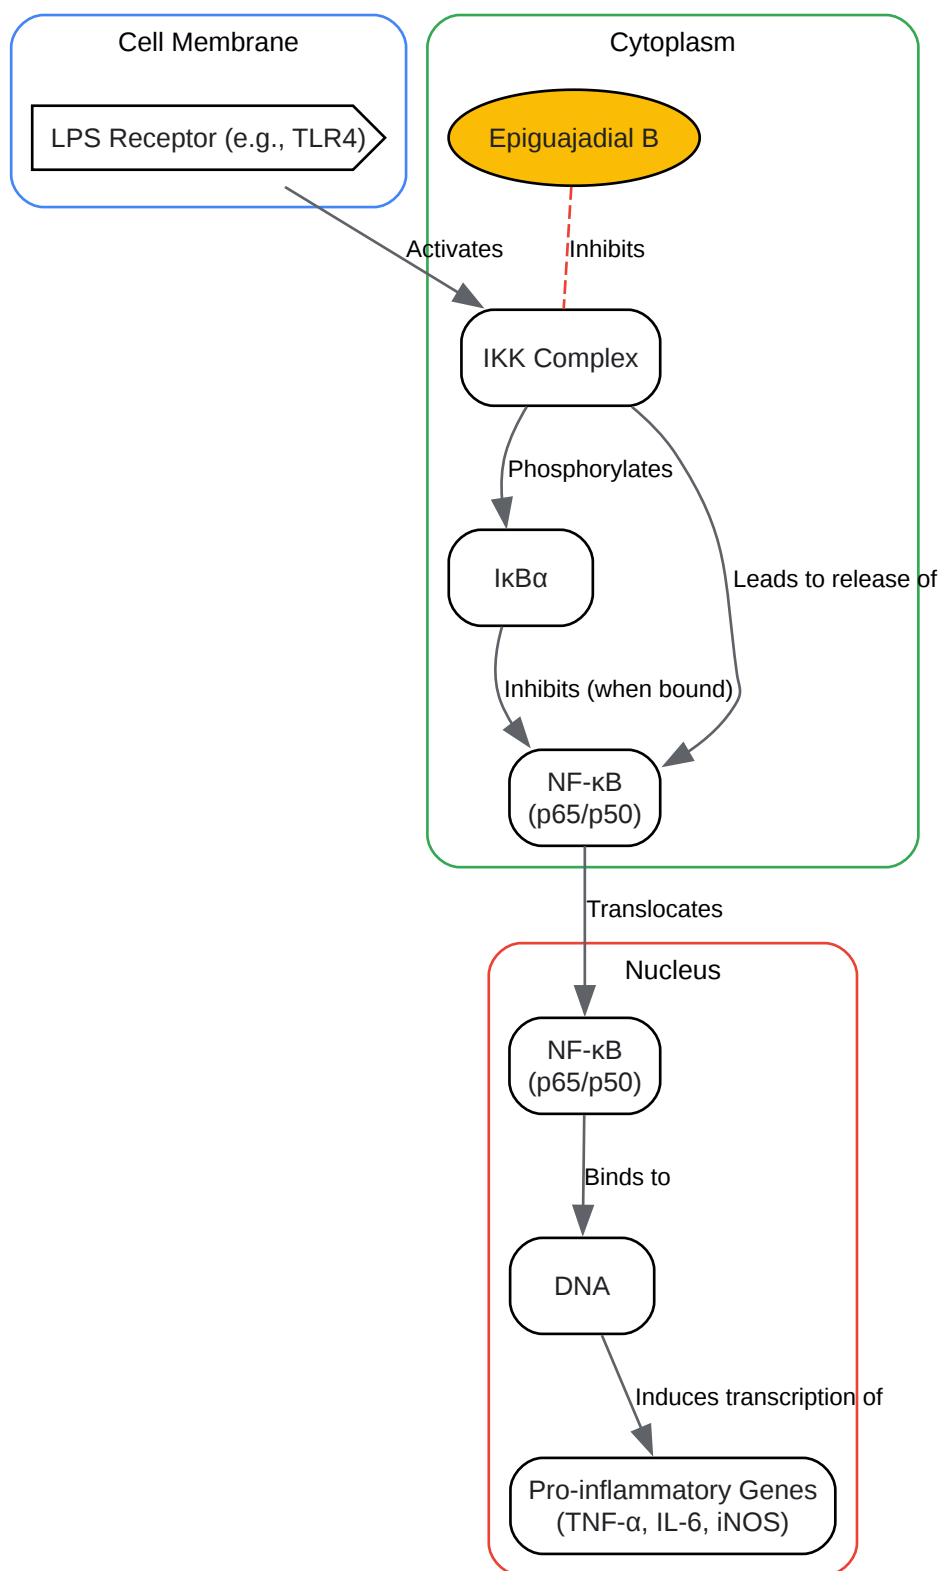 Cell Membrane
Cytoplasm
LPS Receptor (e.g., TLR4)
Epiguajadial B
Activates
Inhibits
IKK Complex
Phosphorylates
IκBα
Leads to release of
Inhibits (when bound)
NF-κB
(p65/p50)
Translocates
Nucleus
NF-κB
(p65/p50)
Binds to
DNA
Induces transcription of
Pro-inflammatory Genes
(TNF-α, IL-6, iNOS)